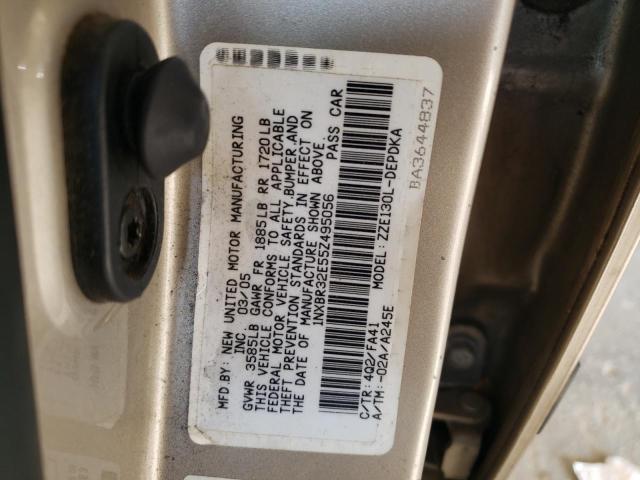 MFD.BY: NEW UNITED MOTOR MANUFACTURING
INC 03/05
GVWR 3585LB GAWR FR 1885LB RR 1720LB
THIS VEHICLE CONFORMS TO ALL APPLICABLE
FEDERAL MOTOR VEHICLE SAFETY,BUMPER,AND
THEFT PREVENTION STANDARDS IN EFFECT ON
THE DATE OF MANUFACTURE SHOWN ABOVE.
1NXBR32E55Z495056 PASS CAR
C/TR: 4Q2/FA41 MODEL: ZZE130L-DEPDKA
A/TM: -02A/A245E
BA3644837